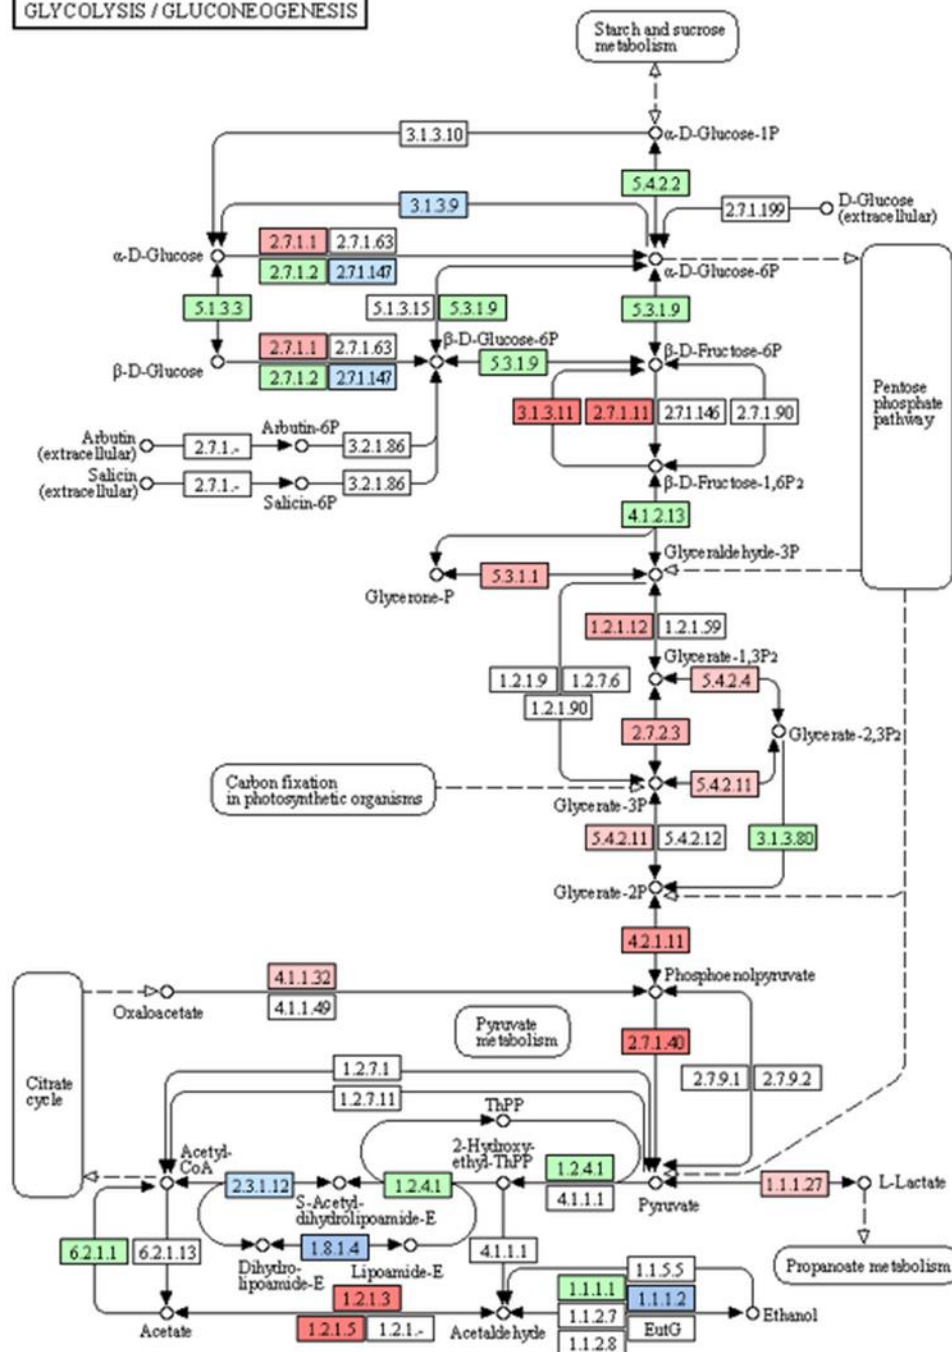 GLYCOLYSIS / GLUCONEOGENESIS
Starch and sucrose
metabolism
3.1.3.10
α-D-Glucose-1P
5.4.2.2
3.1.3.9
2.7.1.199
D-Glucose
(extracellular)
2.7.1.1
2.7.1.63
α-D-Glucose
2.7.1.2
2.7.1.147
α-D-Glucose-6P
5.1.3.3
5.1.3.15
5.3.1.9
5.3.1.9
2.7.1.1
2.7.1.63
β-D-Glucose-6P
β-D-Fructose-6P
β-D-Glucose
2.7.1.2
2.7.1.147
5.3.1.9
Pentose
phosphate
pathway
3.1.3.11
2.7.1.11
2.7.1.146
2.7.1.90
Arbutin
(extracellular)
2.7.1.-
Arbutin-6P
3.2.1.86
Salicin
(extracellular)
2.7.1.-
Salicin-6P
3.2.1.86
β-D-Fructose-1,6P2
4.1.2.13
Glyceraldehyde-3P
5.3.1.1
Glycerone-P
1.2.1.12
1.2.1.59
Glycerate-1,3P2
1.2.1.9
1.2.7.6
5.4.2.4
1.2.1.90
2.7.2.3
Glycerate-2,3P2
Carbon fixation
in photosynthetic organisms
5.4.2.11
Glycerate-3P
5.4.2.11
5.4.2.12
3.1.3.80
Glycerate-2P
4.2.1.11
4.1.1.32
Phosphoenolpyruvate
Oxaloacetate
4.1.1.49
Pyruvate
metabolism
2.7.1.40
Citrate
cycle
1.2.7.1
2.7.9.1
2.7.9.2
1.2.7.11
ThPP
Acetyl-
CoA
2-Hydroxy-
ethyl-ThPP
1.2.4.1
2.3.1.12
1.2.4.1
4.1.1.1
Pyruvate
1.1.1.27
L-Lactate
S-Acetyl-
dihydrolipoamide-E
6.2.1.1
6.2.1.13
1.8.1.4
4.1.1.1
Dihydro-
lipoamide-E
Lipoamide-E
Propanoate metabolism
1.1.5.5
1.2.1.3
1.1.1.1
1.1.1.2
Acetate
1.2.1.5
1.2.1.-
Acetaldehyde
1.1.2.7
EutG
Ethanol
1.1.2.8